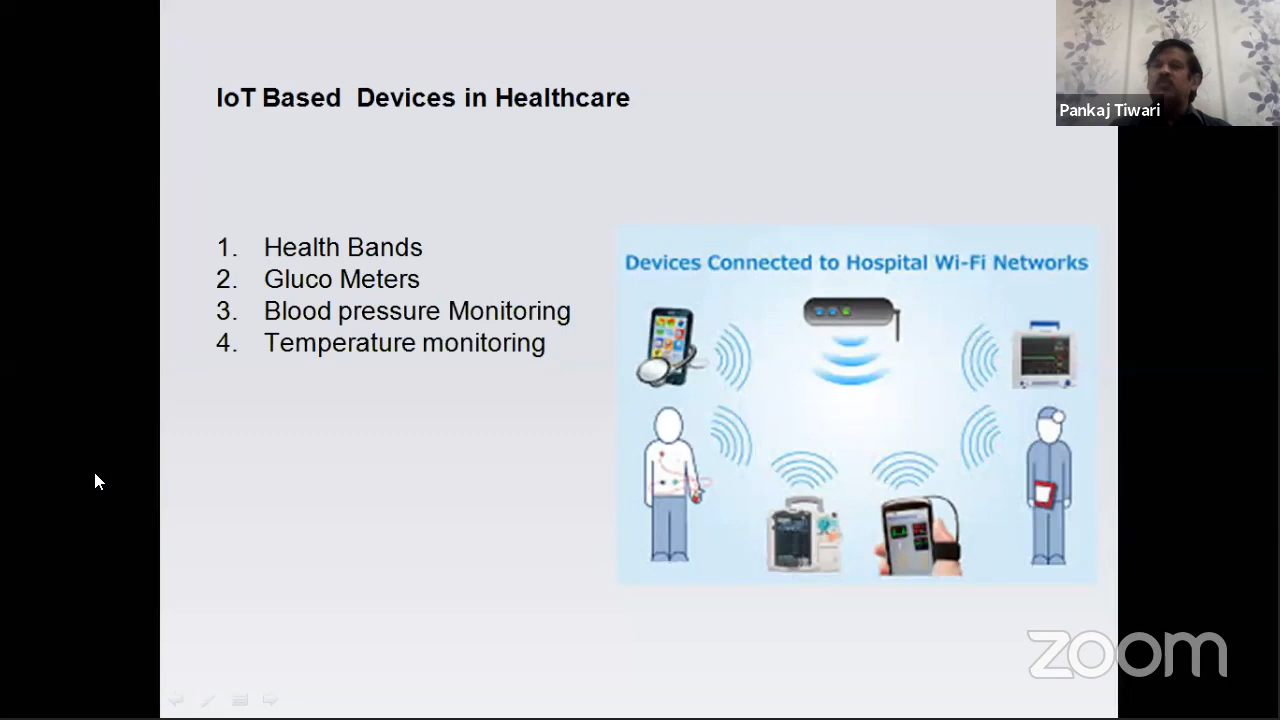 IoT Based  Devices in Healthcare
Pankaj Tiwari
1. Health Bands
2. Gluco Meters
3. Blood pressure Monitoring
4. Temperature monitoring
Devices Connected to Hospital Wi-Fi Networks
zoom